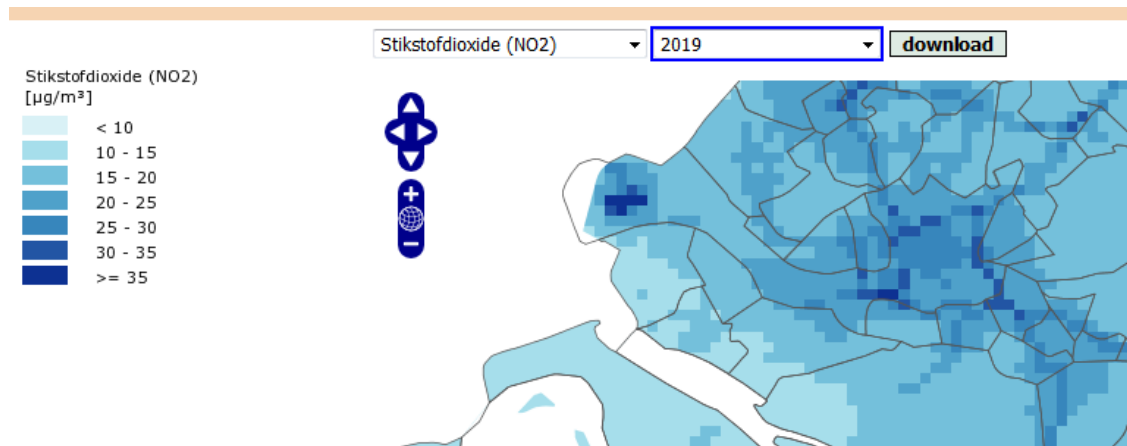 Stikstofdioxide (NO2) 2019 download
Stikstofdioxide (NO2)
[µg/m³]
< 10
10 - 15
15 - 20
20 - 25
25 - 30
30 - 35
>= 35